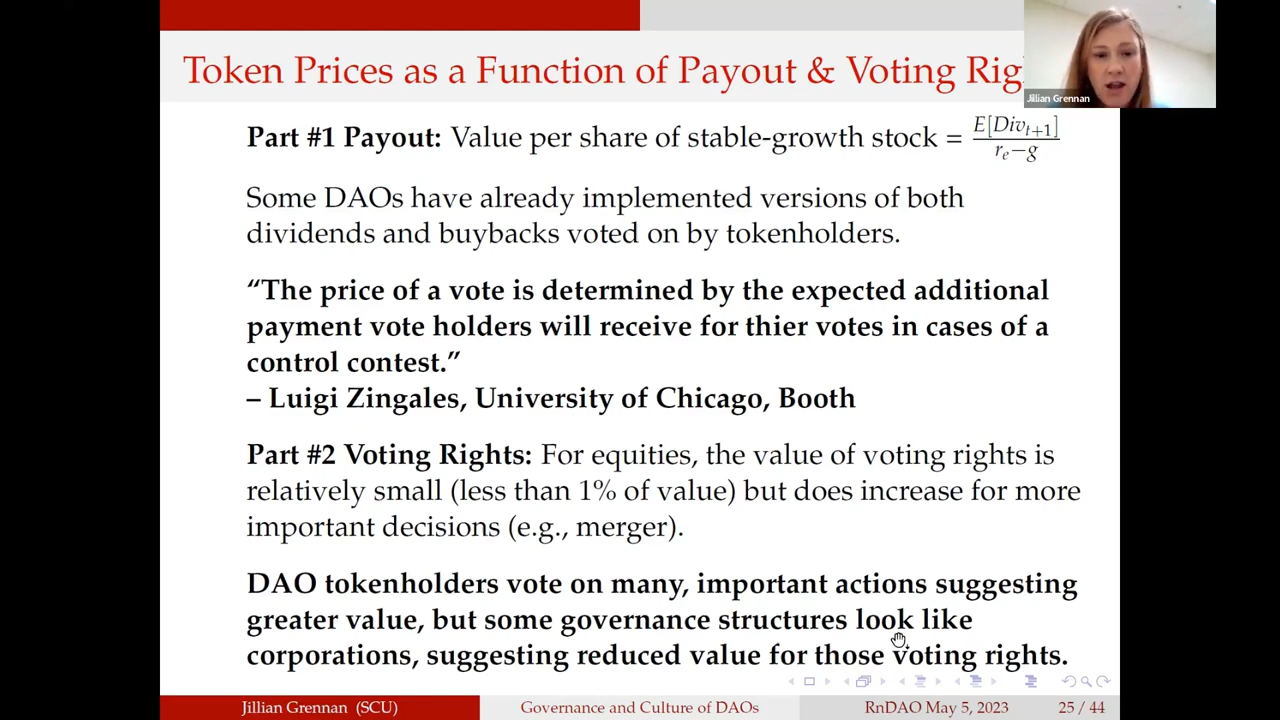 Token Prices as a Function of Payout & Voting Rig
Jillian Grennan
Part #1 Payout: Value per share of stable-growth stock = E[Div_{t+1}] / r_e−g
Some DAOs have already implemented versions of both
dividends and buybacks voted on by tokenholders.
“The price of a vote is determined by the expected additional
payment vote holders will receive for thier votes in cases of a
control contest.”
– Luigi Zingales, University of Chicago, Booth
Part #2 Voting Rights: For equities, the value of voting rights is
relatively small (less than 1% of value) but does increase for more
important decisions (e.g., merger).
DAO tokenholders vote on many, important actions suggesting
greater value, but some governance structures look like
corporations, suggesting reduced value for those voting rights.
Jillian Grennan (SCU) Governance and Culture of DAOs RnDAO May 5, 2023 25 / 44